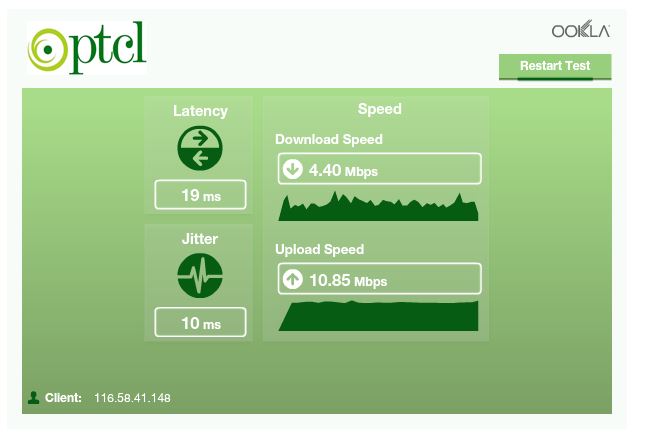 ptcl
OOKLA
Restart Test
Latency
19 ms
Jitter
10 ms
Speed
Download Speed
4.40 Mbps
Upload Speed
10.85 Mbps
Client: 116.58.41.148